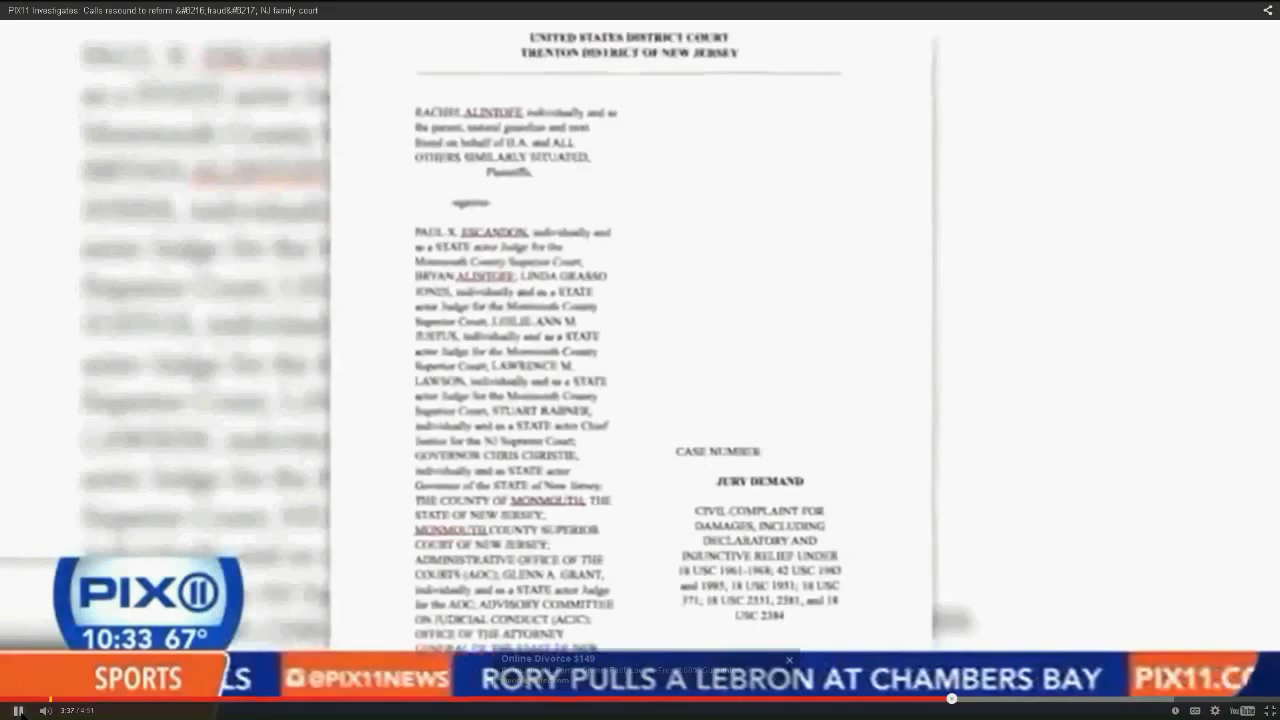 PIX11 Investigates: Calls resound to reform &#8216;fraud&#8217; NJ family court
UNITED STATES DISTRICT COURT
TRENTON DISTRICT OF NEW JERSEY
RACHEL ALINTOFF, individually and as
the parent, natural guardian and next
friend on behalf of
and ALL
OTHERS SIMILARLY SITUATED,
Plaintiffs,
-against-
PAUL X. ESCANDON, individually and
as a STATE actor Judge for the
Monmouth County Superior Court,
BRYAN ALINTOFF, LINDA GRASSO
JONES, individually and as a STATE
actor Judge for the Monmouth County
Superior Court, LESLIE-ANN M.
JUSTUS, individually and as a STATE
actor Judge for the Monmouth County
Superior Court, LAWRENCE M.
LAWSON, individually and as a STATE
actor Judge for the Monmouth County
Superior Court, STUART RABNER,
individually and as a STATE actor Chief
Justice for the NJ Supreme Court;
GOVERNOR CHRIS CHRISTIE,
individually and as STATE actor
Governor of the STATE of New Jersey;
THE COUNTY OF MONMOUTH, THE
STATE OF NEW JERSEY;
MONMOUTH COUNTY SUPERIOR
COURT OF NEW JERSEY;
ADMINISTRATIVE OFFICE OF THE
COURTS (AOC); GLENN A. GRANT,
individually and as a STATE actor Judge
for the AOC; ADVISORY COMMITTEE
ON JUDICIAL CONDUCT (ACJC);
OFFICE OF THE ATTORNEY
CASE NUMBER
JURY DEMAND
CIVIL COMPLAINT FOR
DAMAGES, INCLUDING
DECLARATORY AND
INJUNCTIVE RELIEF UNDER
18 USC 1961-1968; 42 USC 1983
and 1985, 18 USC 1951; 18 USC
371; 18 USC 2331, 2381, and 18
USC 2384
PIX 11
10:33 67°
Online Divorce $149
SPORTS
LS @PIX11NEWS RORY PULLS A LEBRON AT CHAMBERS BAY PIX11.C
3:37 / 4:51
YouTube